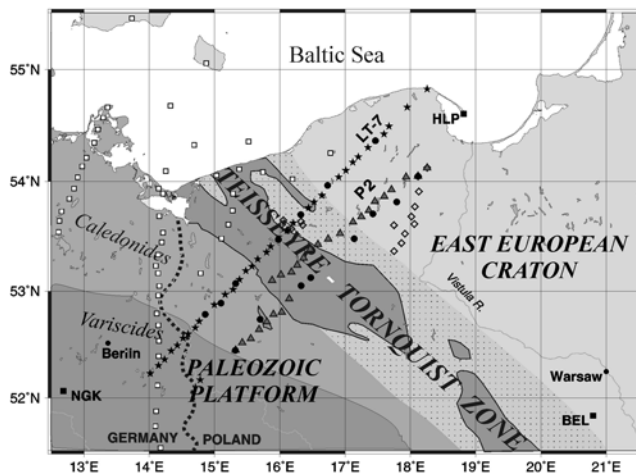 Baltic Sea
55°N
54°N
53°N
52°N
HLP
LT-7
P2
TEISSEYRE TORNQUIST ZONE
EAST EUROPEAN
CRATON
Vistula R.
Caledonides
Variscides
Berlin
PALEOZOIC
PLATFORM
Warsaw
NGK
BEL
GERMANY
POLAND
13°E 14°E 15°E 16°E 17°E 18°E 19°E 20°E 21°E